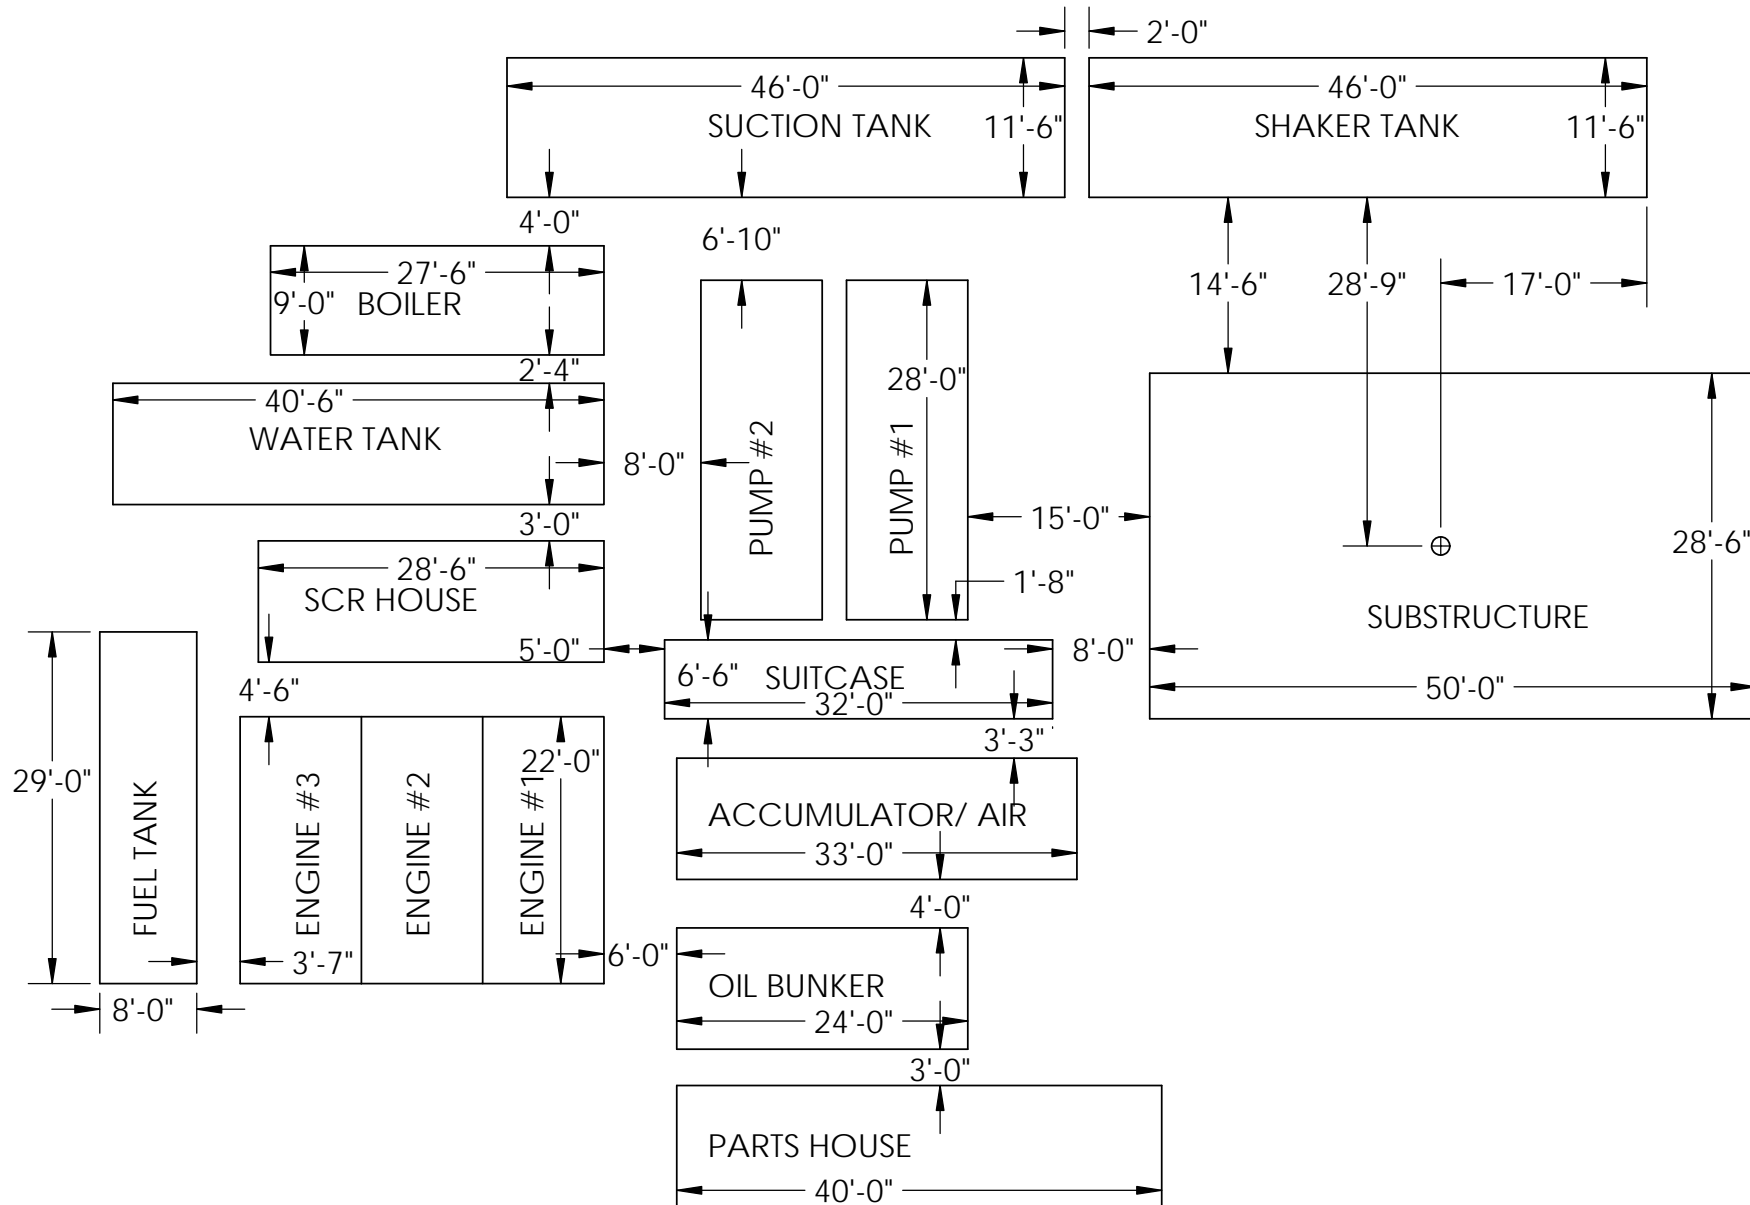 2'-0"
46'-0"
46'-0"
SUCTION TANK
11'-6"
SHAKER TANK
11'-6"
4'-0"
6'-10"
27'-6"
9'-0"
BOILER
14'-6"
28'-9"
17'-0"
2'-4"
40'-6"
WATER TANK
28'-0"
8'-0"
PUMP #2
PUMP #1
3'-0"
15'-0"
28'-6"
28'-6"
SCR HOUSE
1'-8"
SUBSTRUCTURE
5'-0"
8'-0"
4'-6"
6'-6"
SUITCASE
32'-0"
50'-0"
3'-3"
29'-0"
22'-0"
FUEL TANK
ENGINE #3
ENGINE #2
ENGINE #1
ACCUMULATOR/ AIR
33'-0"
4'-0"
3'-7"
6'-0"
OIL BUNKER
8'-0"
24'-0"
3'-0"
PARTS HOUSE
40'-0"